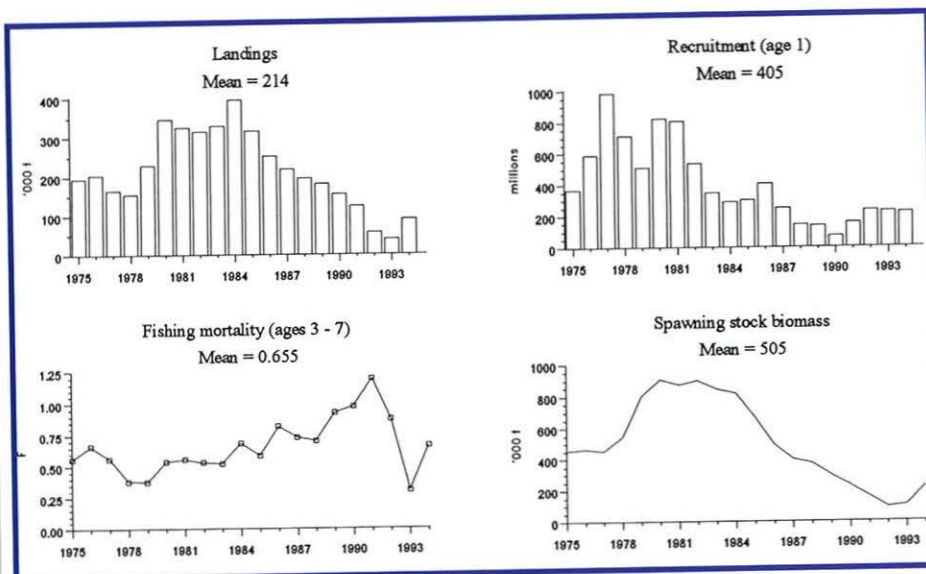 Landings
Mean = 214
400
300
200
100
0
'000 t
1975 1978 1981 1984 1987 1990 1993
Recruitment (age 1)
Mean = 405
1000
800
600
400
200
0
millions
1975 1978 1981 1984 1987 1990 1993
Fishing mortality (ages 3 - 7)
Mean = 0.655
1.25
1.00
0.75
0.50
0.25
0.00
F
1975 1978 1981 1984 1987 1990 1993
Spawning stock biomass
Mean = 505
1000
800
600
400
200
0
'000 t
1975 1978 1981 1984 1987 1990 1993